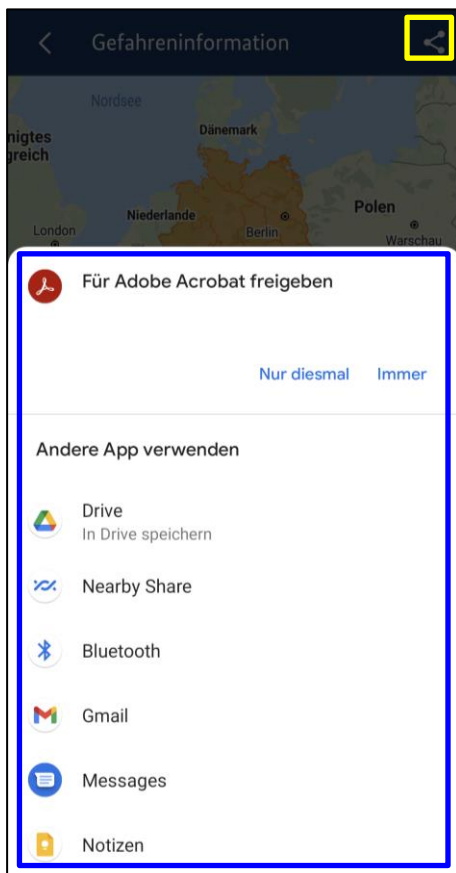 Gefahreninformation
Nordsee
Dänemark
nigtes
greich
Niederlande
Polen
London
Berlin
Warschau
Für Adobe Acrobat freigeben
Nur diesmal Immer
Andere App verwenden
Drive
In Drive speichern
Nearby Share
Bluetooth
Gmail
Messages
Notizen